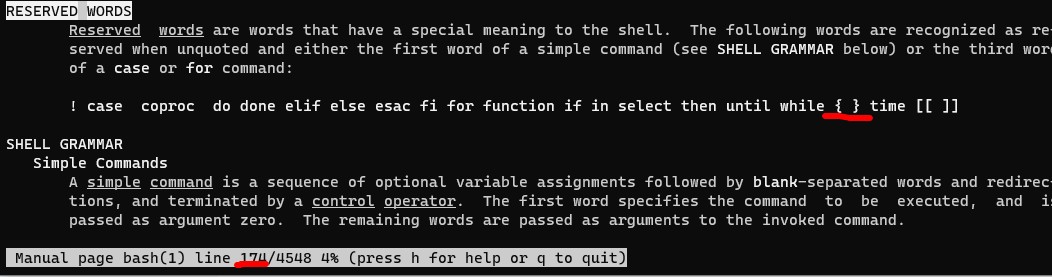 RESERVED WORDS
Reserved words are words that have a special meaning to the shell. The following words are recognized as re-
served when unquoted and either the first word of a simple command (see SHELL GRAMMAR below) or the third wor
of a case or for command:
! case coproc do done elif else esac fi for function if in select then until while { } time [[ ]]
SHELL GRAMMAR
Simple Commands
A simple command is a sequence of optional variable assignments followed by blank-separated words and redirec-
tions, and terminated by a control operator. The first word specifies the command to be executed, and is
passed as argument zero. The remaining words are passed as arguments to the invoked command.
Manual page bash(1) line 174/4548 4% (press h for help or q to quit)